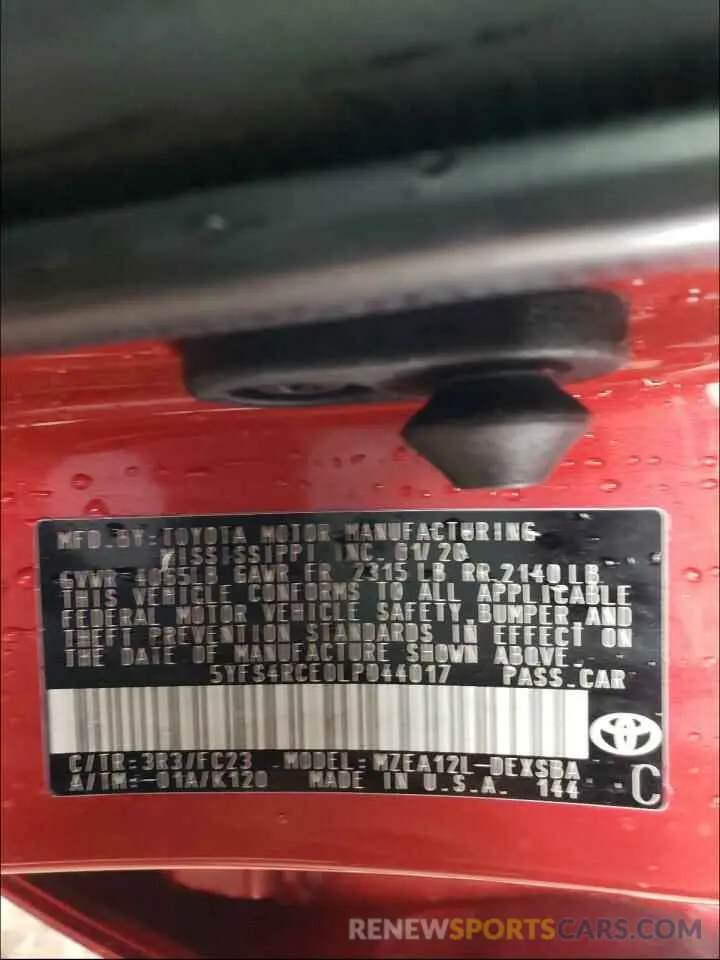 MFD.BY:TOYOTA MOTOR MANUFACTURING
MISSISSIPPI INC. 01/20
GVWR 4055LB GAWR FR 2315 LB RR 2140LB
THIS VEHICLE CONFORMS TO ALL APPLICABLE
FEDERAL MOTOR VEHICLE SAFETY,BUMPER,AND
THEFT PREVENTION STANDARDS IN EFFECT ON
THE DATE OF MANUFACTURE SHOWN ABOVE.
5YFS4RCE0LP044017 PASS.CAR
C/TR:3R3/FC23 MODEL:MZEA12L-DEXSBA
A/TM:-01A/K120 MADE IN U.S.A. 144 C
RENEWSPORTSCARS.COM